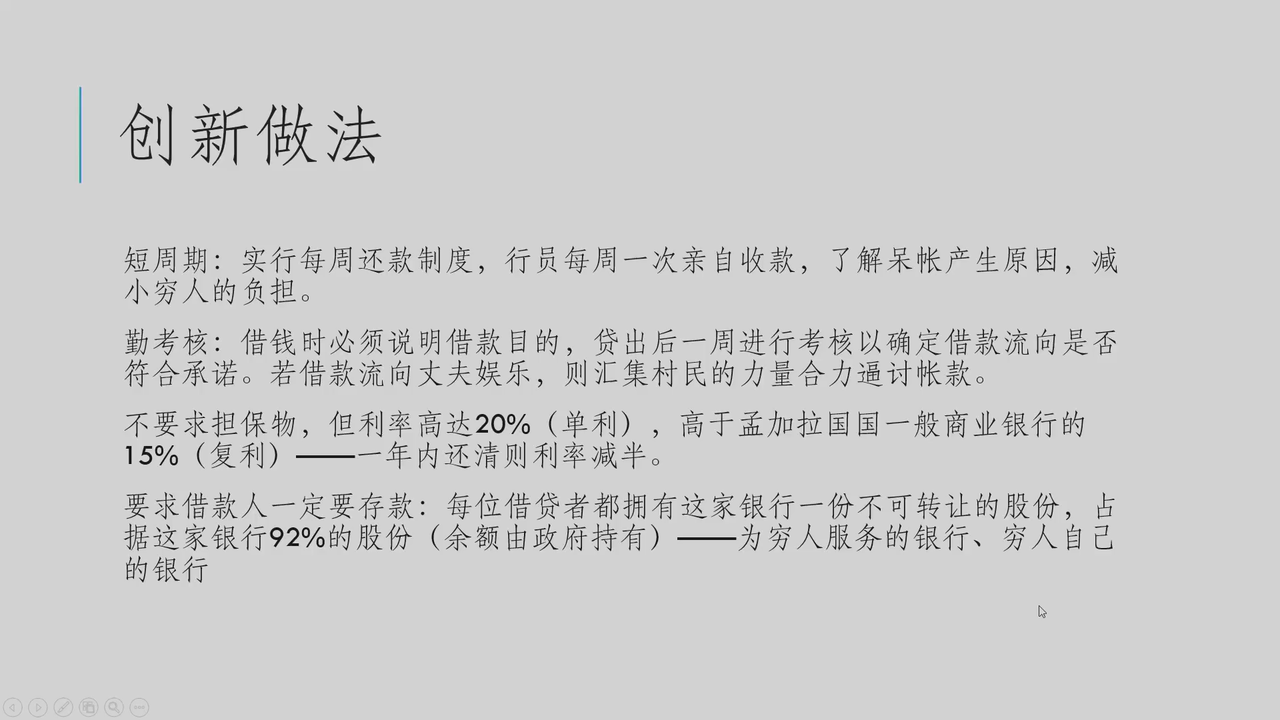 创新做法
短周期：实行每周还款制度，行员每周一次亲自收款，了解呆帐产生原因，减
小穷人的负担。
勤考核：借钱时必须说明借款目的，贷出后一周进行考核以确定借款流向是否
符合承诺。若借款流向丈夫娱乐，则汇集村民的力量合力逼讨帐款。
不要求担保物，但利率高达20%（单利），高于孟加拉国国一般商业银行的
15%（复利）——一年内还清则利率减半。
要求借款人一定要存款：每位借贷者都拥有这家银行一份不可转让的股份，占
据这家银行92%的股份（余额由政府持有）——为穷人服务的银行、穷人自己
的银行